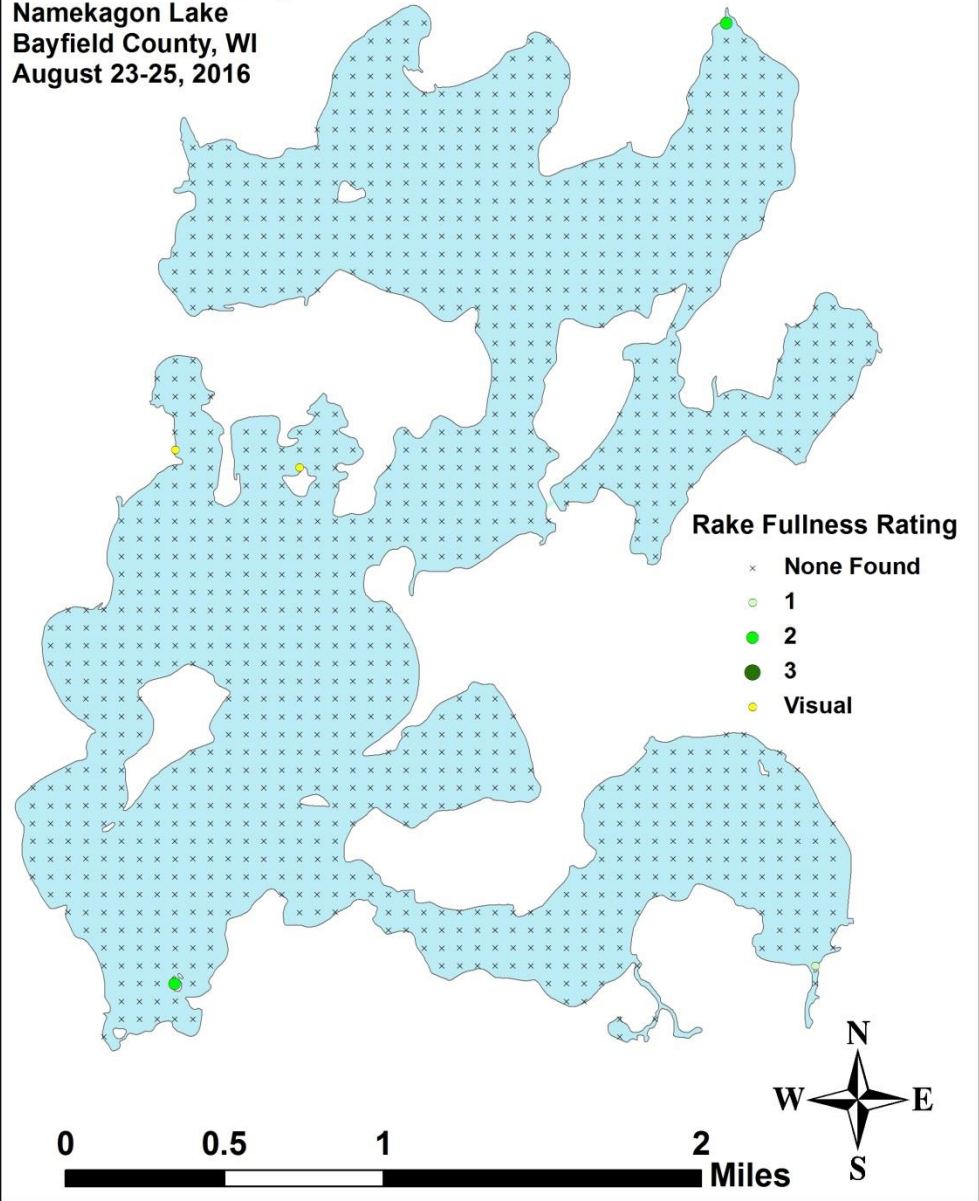 Namekagon Lake
Bayfield County, WI
August 23-25, 2016
Rake Fullness Rating
None Found
1
2
3
Visual
N
W E
S
0 0.5 1 2
Miles